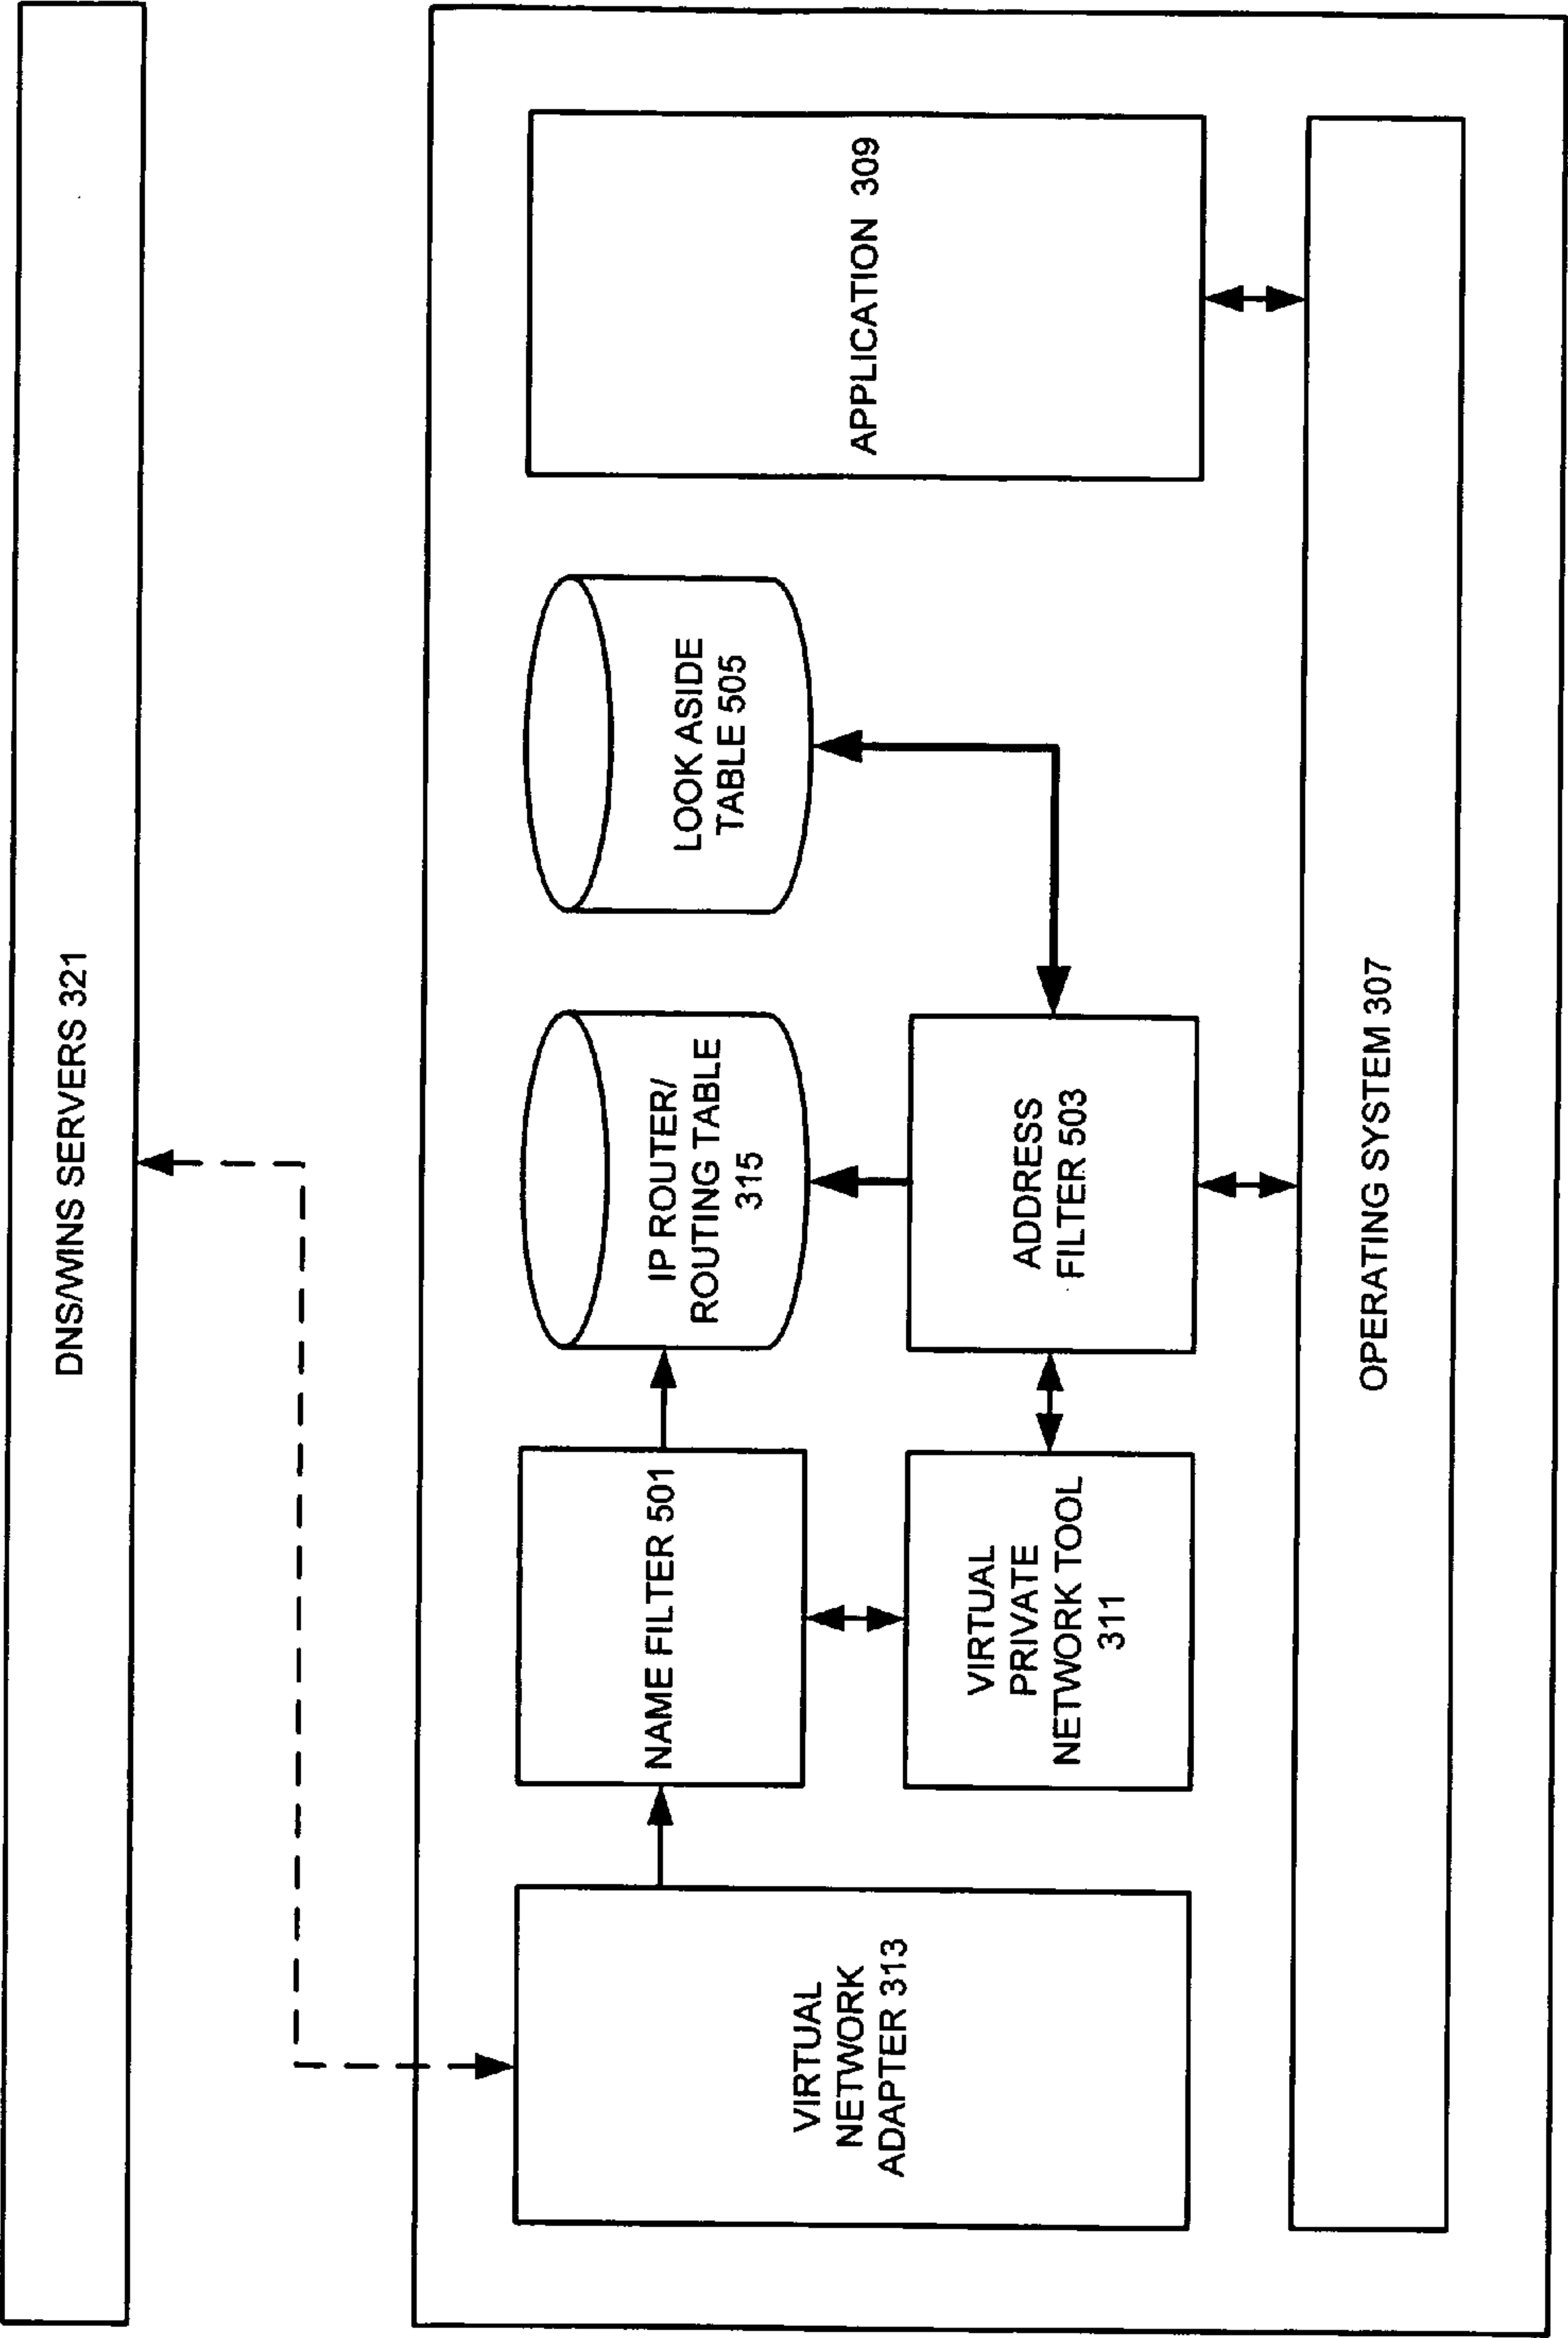 DNS/WINS SERVERS 321
VIRTUAL
NETWORK
ADAPTER 313
NAME FILTER 501
VIRTUAL
PRIVATE
NETWORK TOOL
311
IP ROUTER/
ROUTING TABLE
315
ADDRESS
FILTER 503
LOOK ASIDE
TABLE 505
APPLICATION 309
OPERATING SYSTEM 307